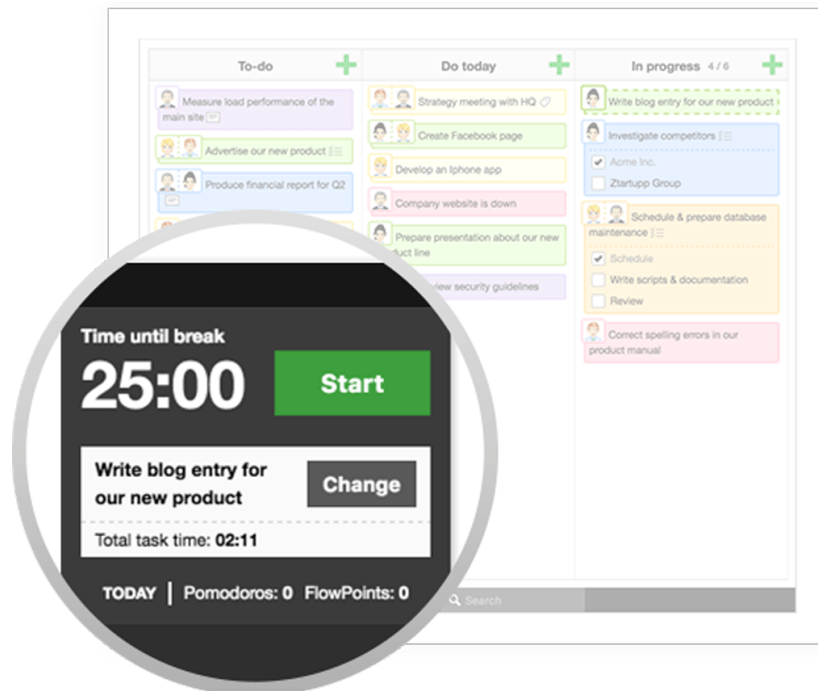 To-do
Measure load performance of the
main site
Advertise our new product
Produce financial report for Q2
Do today
Strategy meeting with HQ
Create Facebook page
Develop an Iphone app
Company website is down
Prepare presentation about our new
line
security guidelines
In progress 4 / 6
Write blog entry for our new product
Investigate competitors
Acme Inc.
Ztartupp Group
Schedule & prepare database
maintenance
Schedule
Write scripts & documentation
Review
Correct spelling errors in our
product manual
Time until break
25:00
Start
Write blog entry for
our new product
Change
Total task time: 02:11
TODAY | Pomodoros: 0 FlowPoints: 0
Search